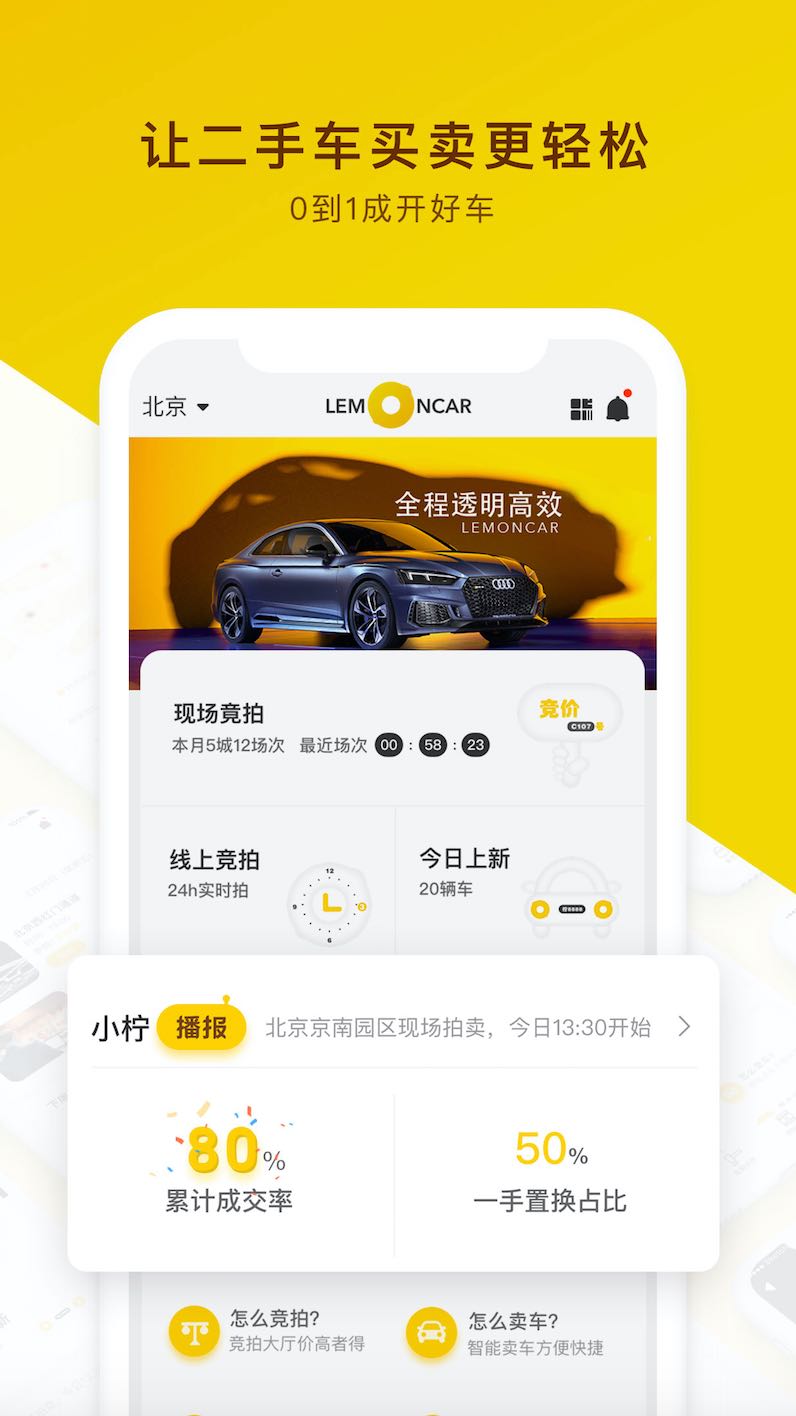 让二手车买卖更轻松
0到1成开好车
北京
LEMONCAR
全程透明高效
LEMONCAR
现场竟拍
本月5城12场次 最近场次 00 : 58 : 23
竞价
C107 号
线上竞拍
24h实时拍
12
9
3
6
今日上新
20辆车
小柠 播报 北京京南园区现场拍卖，今日13:30开始
80%
累计成交率
50%
一手置换占比
怎么竞拍?
竞拍大厅价高者得
怎么卖车?
智能卖车方便快捷